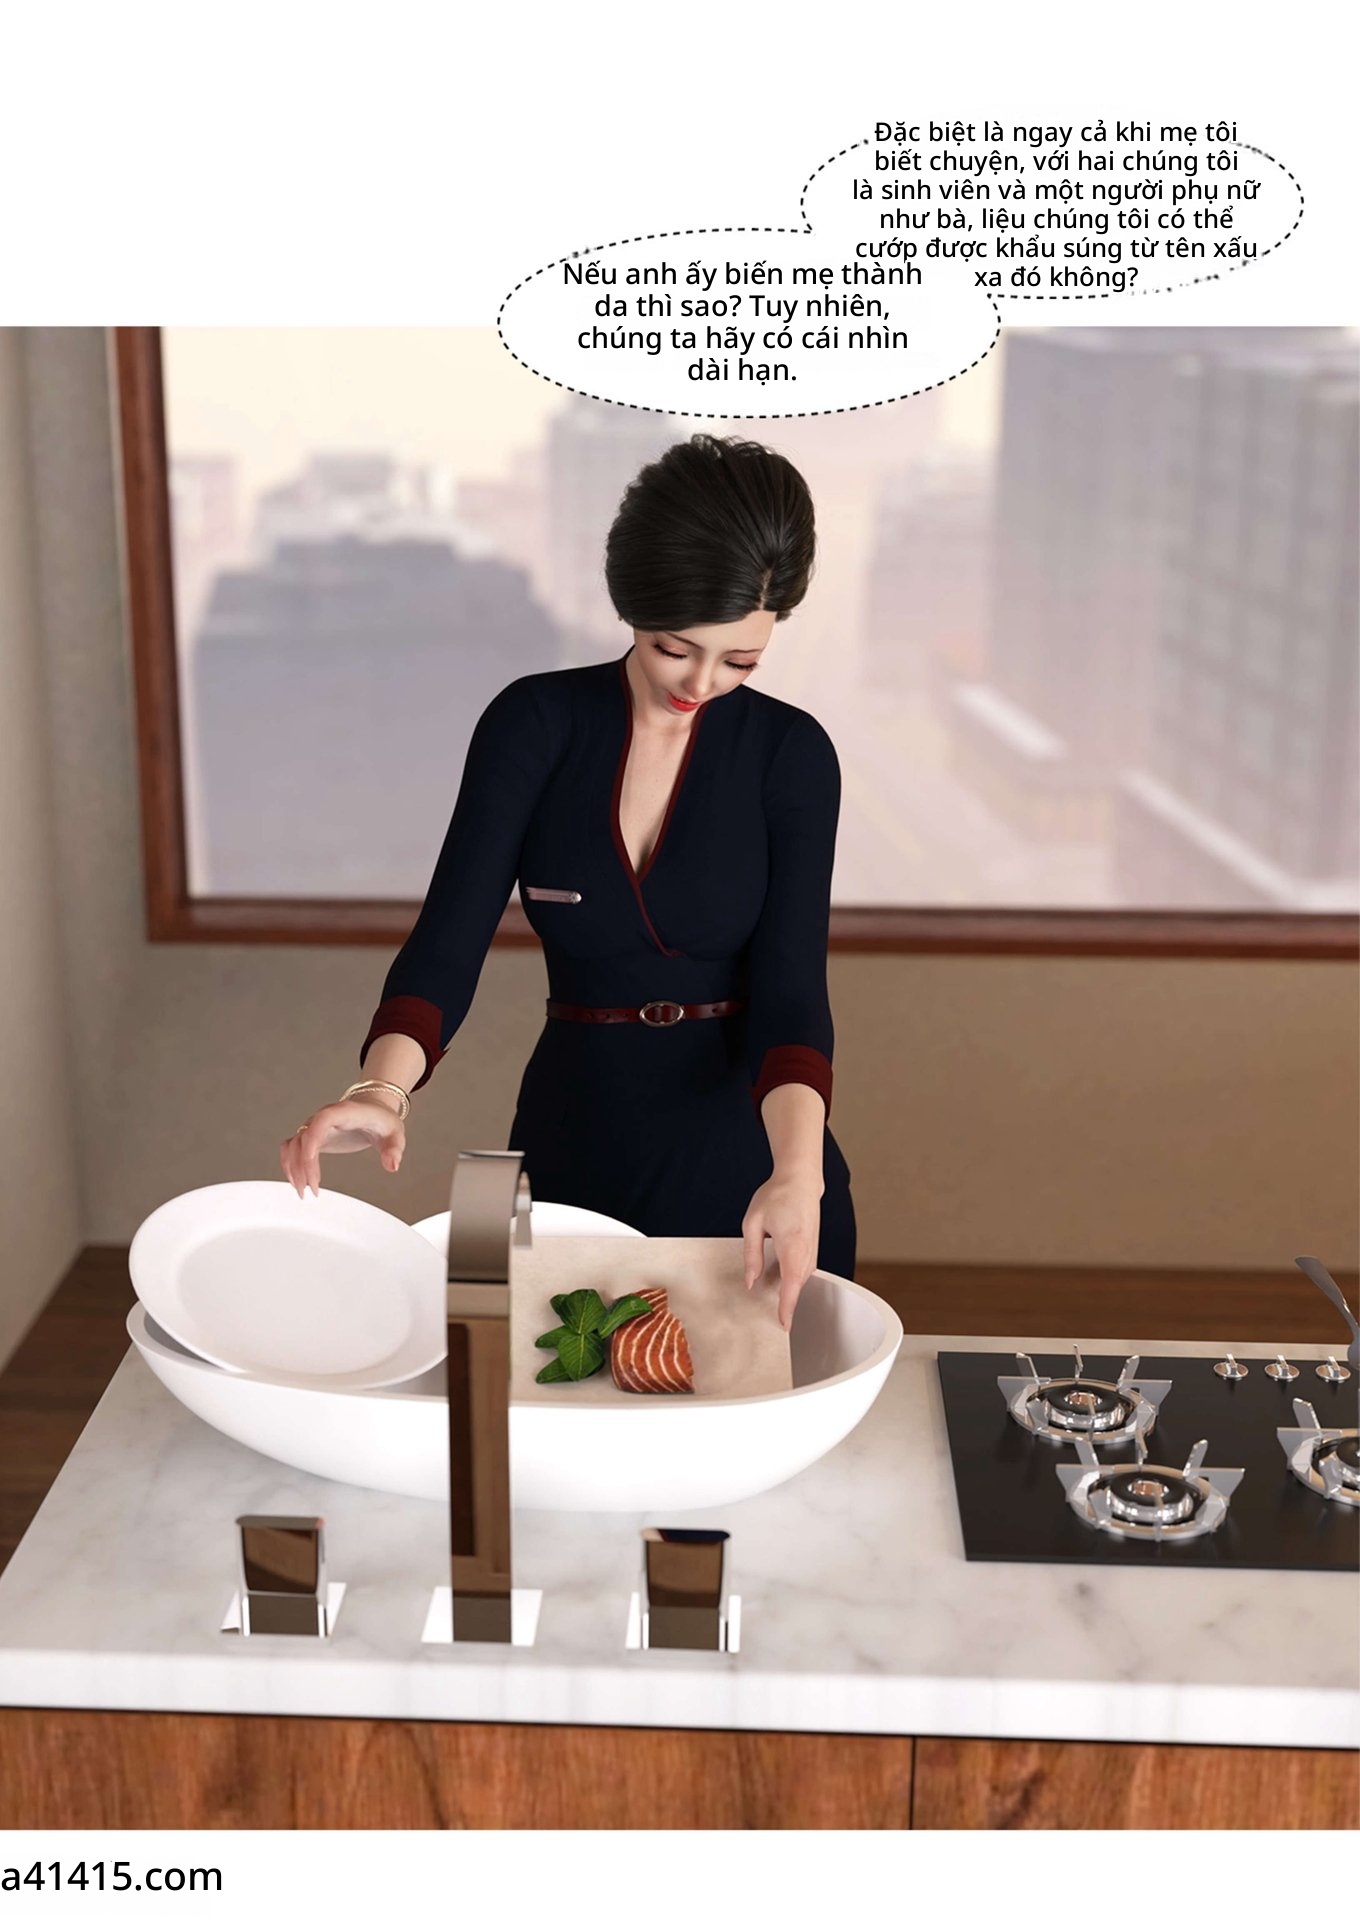 Đặc biệt là ngay cả khi mẹ tôi
biết chuyện, với hai chúng tôi
là sinh viên và một người phụ nữ
như bà, liệu chúng tôi có thể
cướp được khẩu súng từ tên xấu
xa đó không?
Nếu anh ấy biến mẹ thành
da thì sao? Tuy nhiên,
chúng ta hãy có cái nhìn
dài hạn.
a41415.com